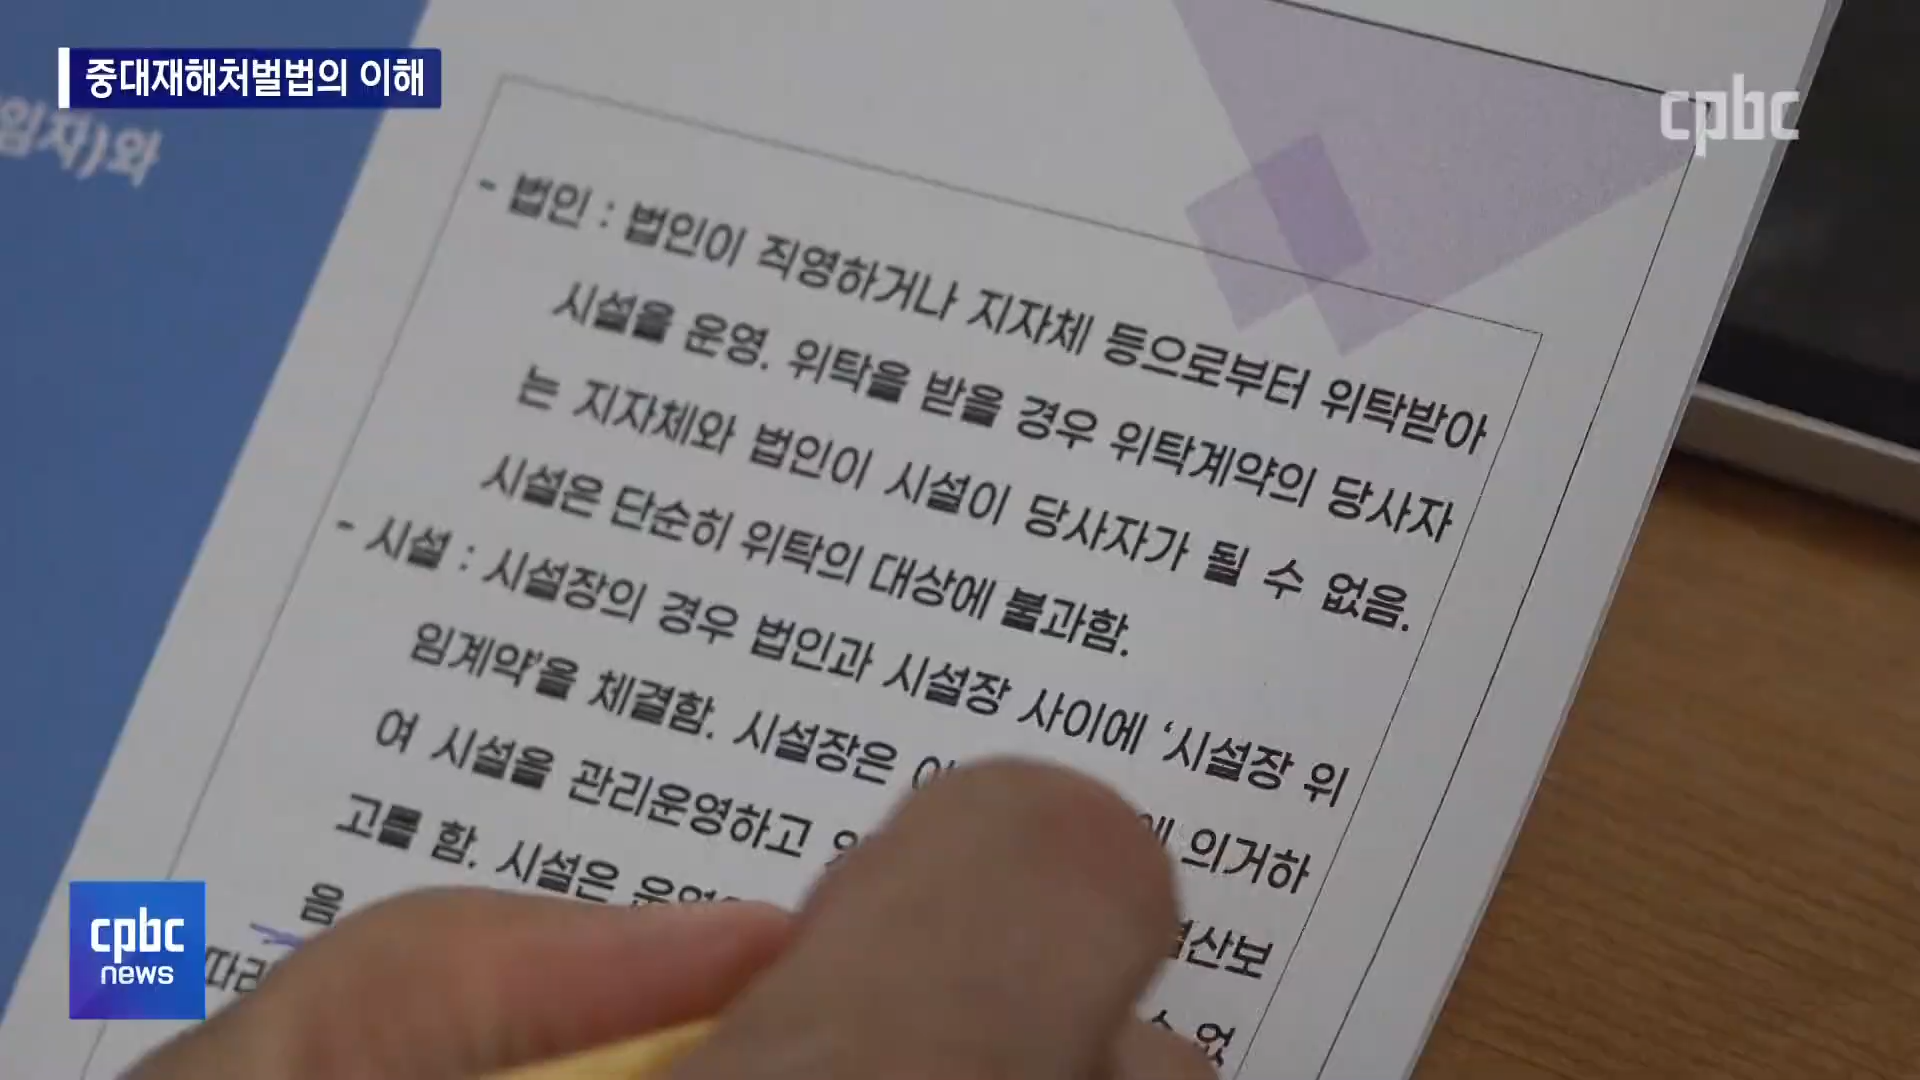 중대재해처벌법의 이해
cpbc
임자)와
- 법인 : 법인이 직영하거나 지자체 등으로부터 위탁받아
시설을 운영. 위탁을 받을 경우 위탁계약의 당사자
는 지자체와 법인이 시설이 당사자가 될 수 없음.
시설은 단순히 위탁의 대상에 불과함.
- 시설 : 시설장의 경우 법인과 시설장 사이에 ‘시설장 위
임계약’을 체결함. 시설장은 의거하
여 시설을 관리운영하고
고를 함. 시설은 산보
음
따라
cpbc
news